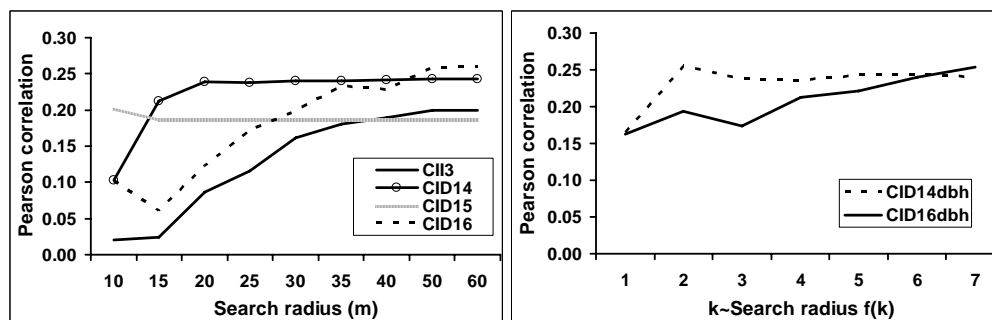 Pearson correlation
0.30
0.25
0.20
0.15
0.10
0.05
0.00
10 15 20 25 30 35 40 50 60
Search radius (m)
CII3
CID14
CID15
CID16
Pearson correlation
0.30
0.25
0.20
0.15
0.10
0.05
0.00
1 2 3 4 5 6 7
k~Search radius f(k)
CID14dbh
CID16dbh